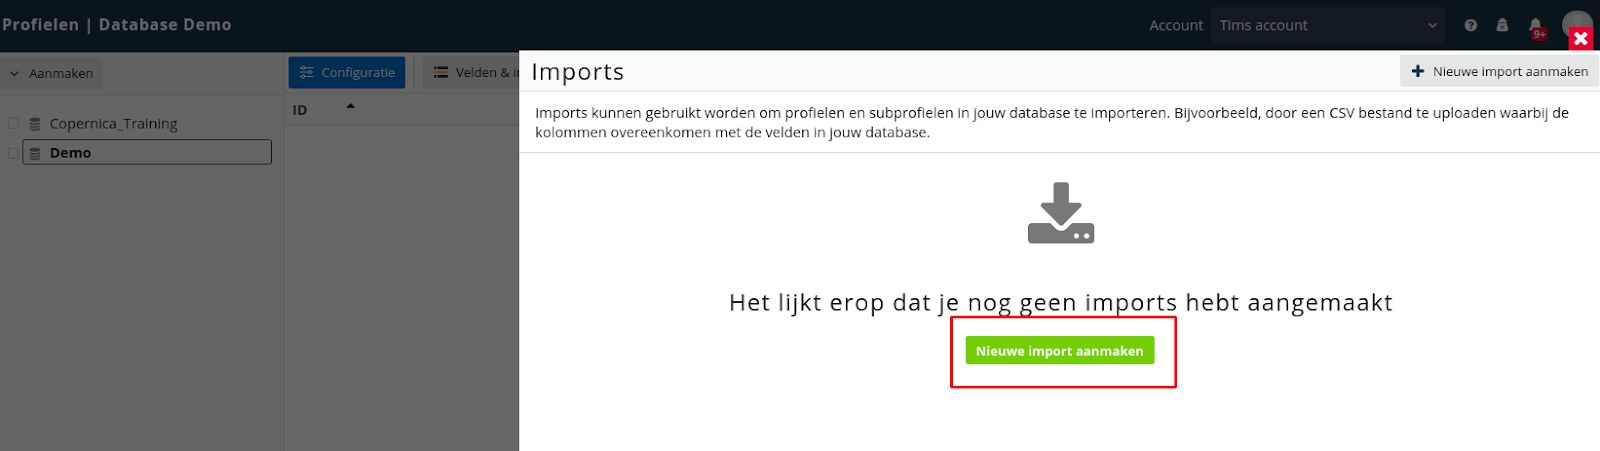 Profielen | Database Demo
Account
Tims account
?
9+
Aanmaken
Configuratie
Velden & in
Imports
Nieuwe import aanmaken
ID
Copernica_Training
Demo
Imports kunnen gebruikt worden om profielen en subprofielen in jouw database te importeren. Bijvoorbeeld, door een CSV bestand te uploaden waarbij de
kolommen overeenkomen met de velden in jouw database.
Het lijkt erop dat je nog geen imports hebt aangemaakt
Nieuwe import aanmaken